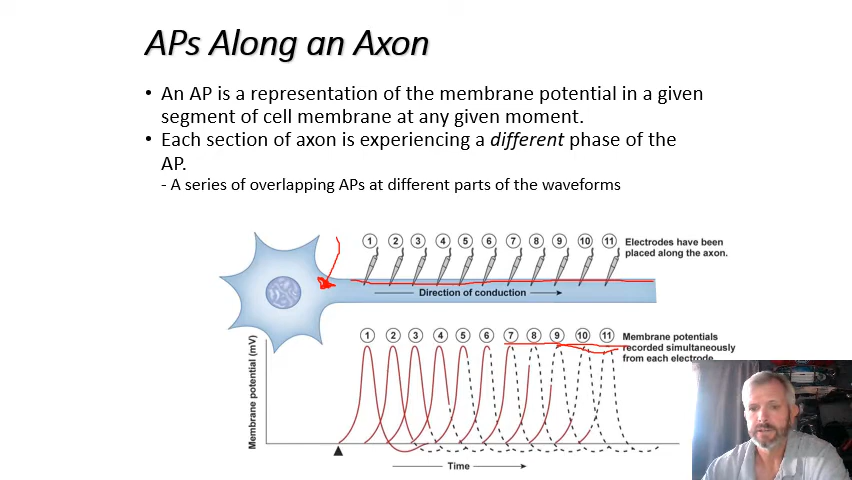 APs Along an Axon
• An AP is a representation of the membrane potential in a given
segment of cell membrane at any given moment.
• Each section of axon is experiencing a different phase of the
AP.
- A series of overlapping APs at different parts of the waveforms
1 2 3 4 5 6 7 8 9 10 11
Electrodes have been
placed along the axon.
Direction of conduction
1 2 3 4 5 6 7 8 9 10 11
Membrane potentials
recorded simultaneously
from each electrode
Membrane potential (mV)
Time